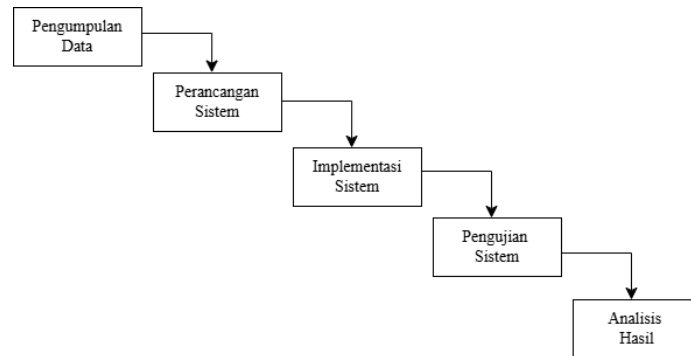 Pengumpulan
Data
Perancangan
Sistem
Implementasi
Sistem
Pengujian
Sistem
Analisis
Hasil